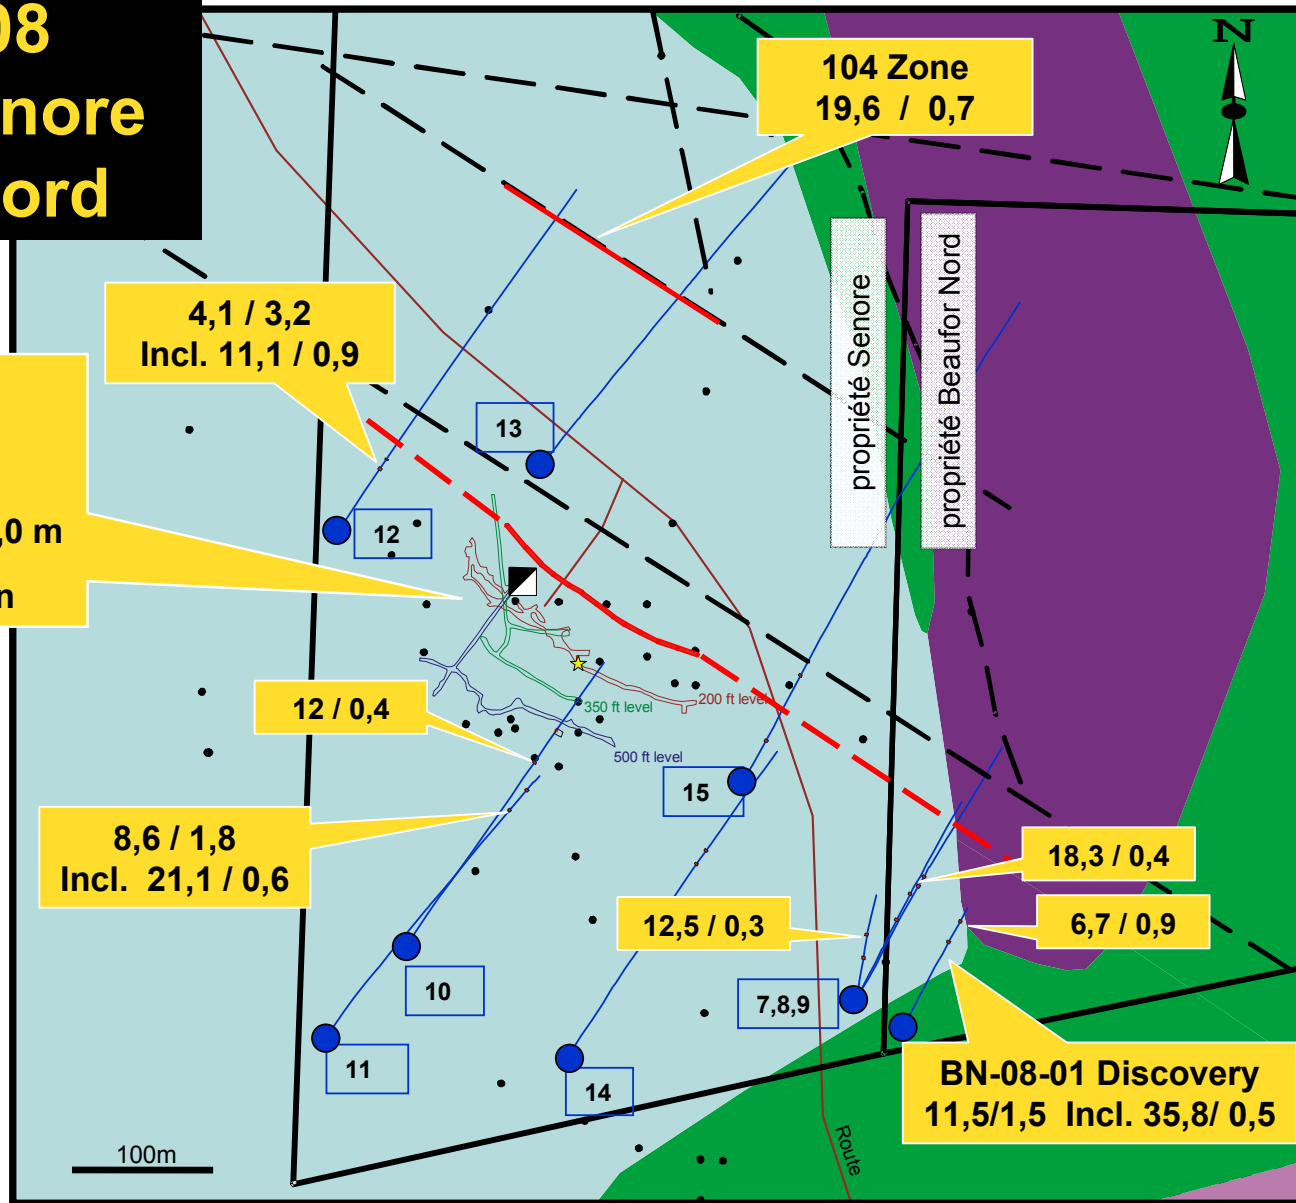 08
nore
ord
N
104 Zone
19,6 / 0,7
4,1 / 3,2
Incl. 11,1 / 0,9
propriété Senore
propriété Beaufor Nord
13
12
,0 m
n
12 / 0,4
350 ft level
200 ft level
500 ft level
15
8,6 / 1,8
Incl. 21,1 / 0,6
18,3 / 0,4
12,5 / 0,3
6,7 / 0,9
10
7,8,9
11
14
BN-08-01 Discovery
11,5/1,5 Incl. 35,8/ 0,5
100m
Route